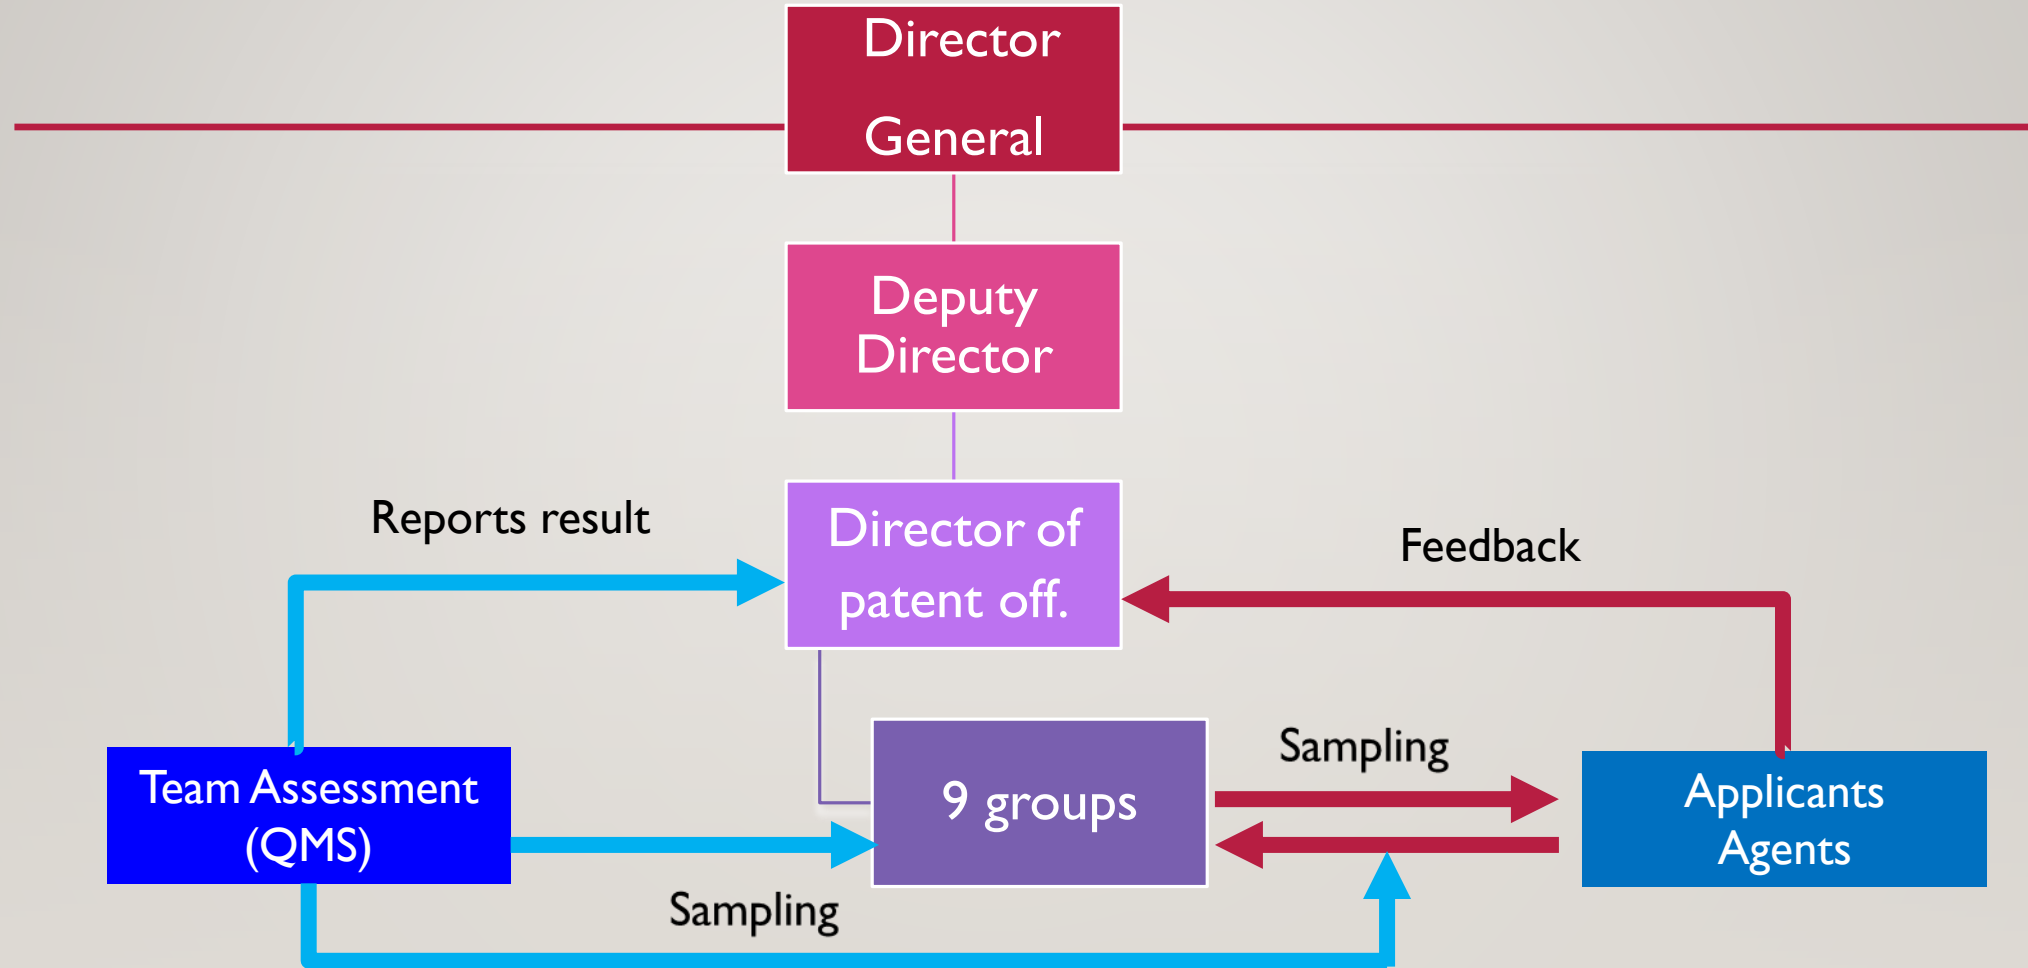 Director
General
Deputy
Director
Reports result
Director of
patent off.
Feedback
Team Assessment
(QMS)
9 groups
Sampling
Applicants
Agents
Sampling